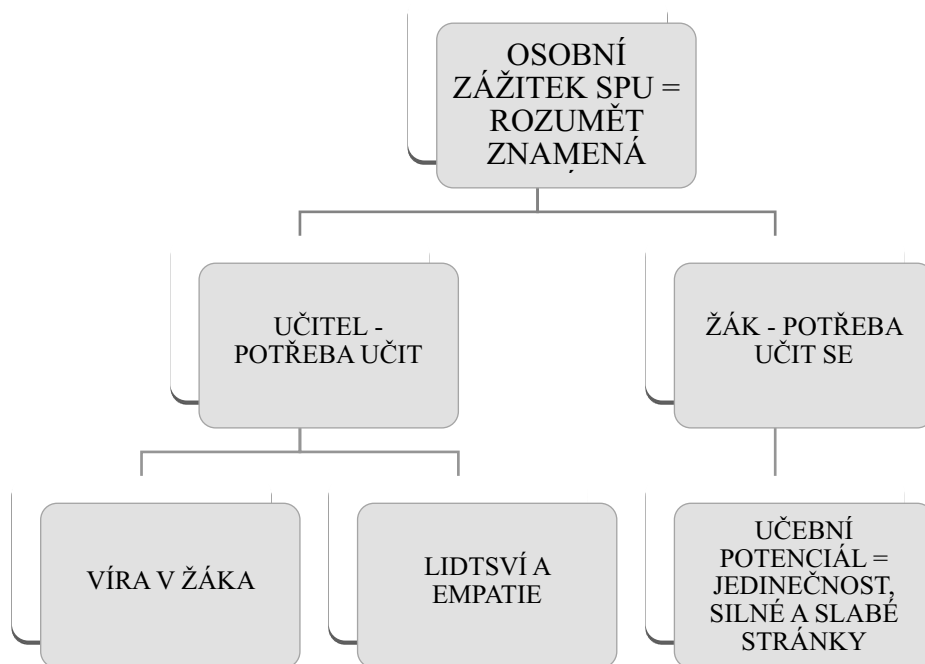 OSOBNÍ
ZÁŽITEK SPU =
ROZUMĚT
ZNAMENÁ
UČITEL -
POTŘEBA UČIT
ŽÁK - POTŘEBA
UČIT SE
VÍRA V ŽÁKA
LIDTSVÍ A
EMPATIE
UČEBNÍ
POTENCIÁL =
JEDINEČNOST,
SILNÉ A SLABÉ
STRÁNKY